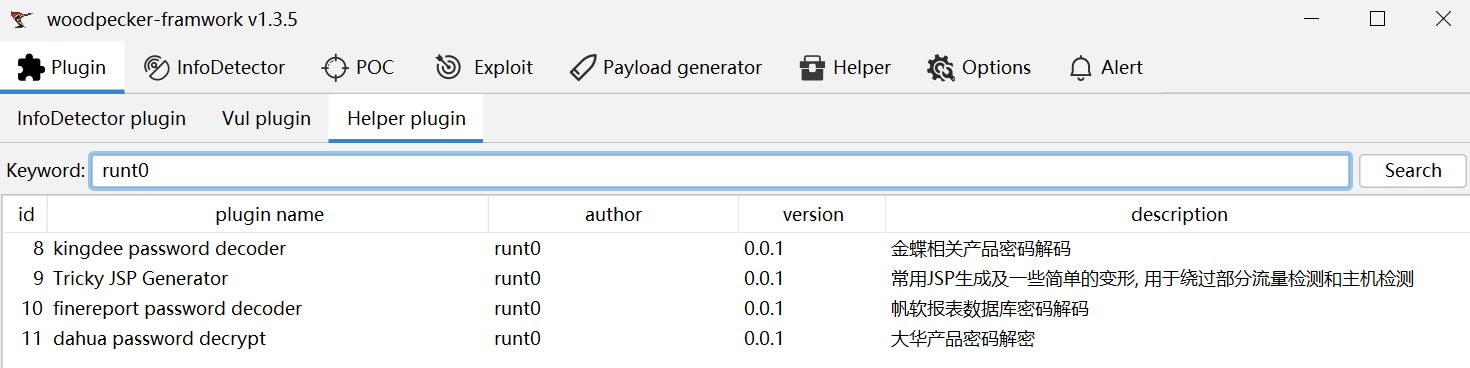 woodpecker-framwork v1.3.5
Plugin InfoDetector POC Exploit Payload generator Helper Options Alert
InfoDetector plugin Vul plugin Helper plugin
Keyword: runt0 Search
id plugin name author version description
8 kingdee password decoder runt0 0.0.1 金蝶相关产品密码解码
9 Tricky JSP Generator runt0 0.0.1 常用JSP生成及一些简单的变形, 用于绕过部分流量检测和主机检测
10 finereport password decoder runt0 0.0.1 帆软报表数据库密码解码
11 dahua password decrypt runt0 0.0.1 大华产品密码解密